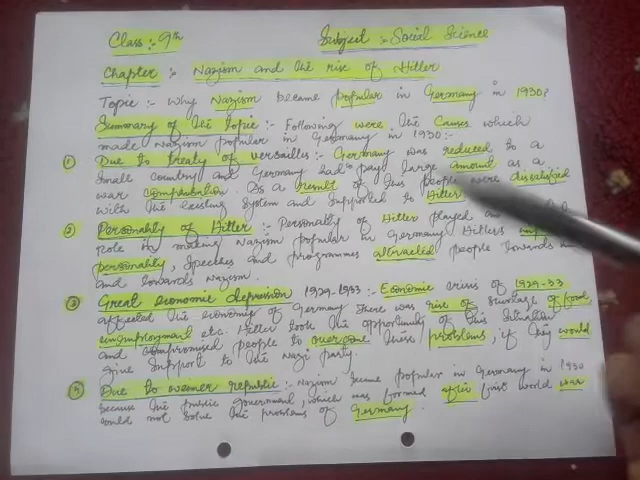 Class :- 9th Subject :- Social Science
Chapter :- Nazism and the rise of Hitler
Topic :- Why Nazism became popular in Germany in 1930?
Summary of the topic :- Following were the causes which
made Nazism popular in Germany in 1930:-
① Due to Treaty of versailles :- Germany was reduced to a
small country and Germany had pay large amount as a
war compensation. As a result of this people were dissatisfied
with the existing system and supported to Hitler
② Personality of Hitler :- Personality of Hitler played an
role in making Nazism popular in Germany Hitler's
personality, speeches and programmes attracted people towards
and towards Nazism.
③ Great economic depression 1929-1933 :- Economic crisis of 1929-33
affected the economy of Germany There was rise of shortage of food,
unemployment etc. Hitler took the opportunity of this situation
and compromised people to overcome these problems, if they would
give support to the Nazi party.
④ Due to weimer republic :- Nazism became popular in Germany in 1930
because the public government, which was formed after first world war
could not solve the problems of Germany.